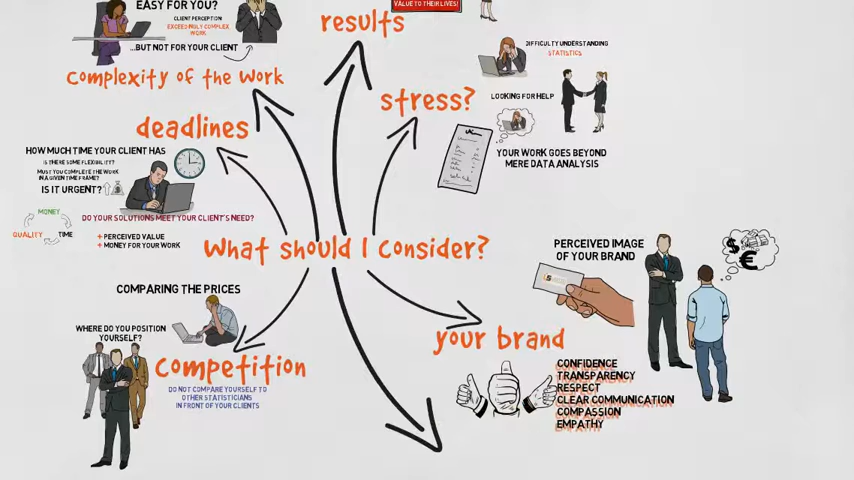 VALUE TO THEIR LIVES!
EASY FOR YOU?
CLIENT PERCEPTION
EXCEEDINGLY COMPLEX
WORK
...BUT NOT FOR YOUR CLIENT
Complexity of the Work
results
DIFFICULTY UNDERSTANDING
STATISTICS
stress?
LOOKING FOR HELP
YOUR WORK GOES BEYOND
MERE DATA ANALYSIS
deadlines
HOW MUCH TIME YOUR CLIENT HAS
IS THERE SOME FLEXIBILITY?
MUST YOU COMPLETE THE WORK
IN A GIVEN TIME FRAME?
IS IT URGENT?
MONEY
QUALITY
TIME
DO YOUR SOLUTIONS MEET YOUR CLIENT'S NEED?
+ PERCEIVED VALUE
+ MONEY FOR YOUR WORK
What should I consider?
PERCEIVED IMAGE
OF YOUR BRAND
$
€
COMPARING THE PRICES
WHERE DO YOU POSITION
YOURSELF?
Competition
DO NOT COMPARE YOURSELF TO
OTHER STATISTICIANS
IN FRONT OF YOUR CLIENTS
your brand
CONFIDENCE
TRANSPARENCY
RESPECT
CLEAR COMMUNICATION
COMPASSION
EMPATHY